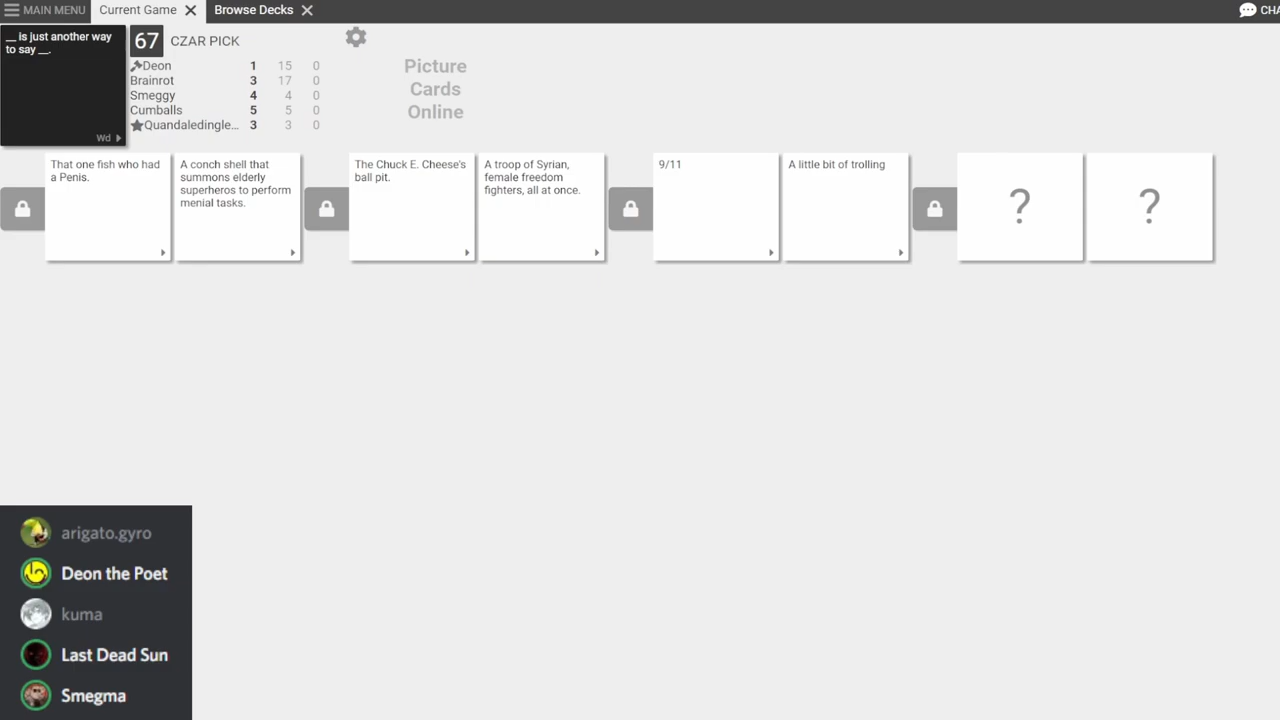 MAIN MENU
Current Game
Browse Decks
__ is just another way
to say __.
Wd
67 CZAR PICK
Deon 1 15 0
Brainrot 3 17 0
Smeggy 4 4 0
Cumballs 5 5 0
Quandaledingle... 3 3 0
Picture
Cards
Online
That one fish who had
a Penis.
A conch shell that
summons elderly
superheros to perform
menial tasks.
The Chuck E. Cheese's
ball pit.
A troop of Syrian,
female freedom
fighters, all at once.
9/11
A little bit of trolling
?
?
arigato.gyro
Deon the Poet
kuma
Last Dead Sun
Smegma